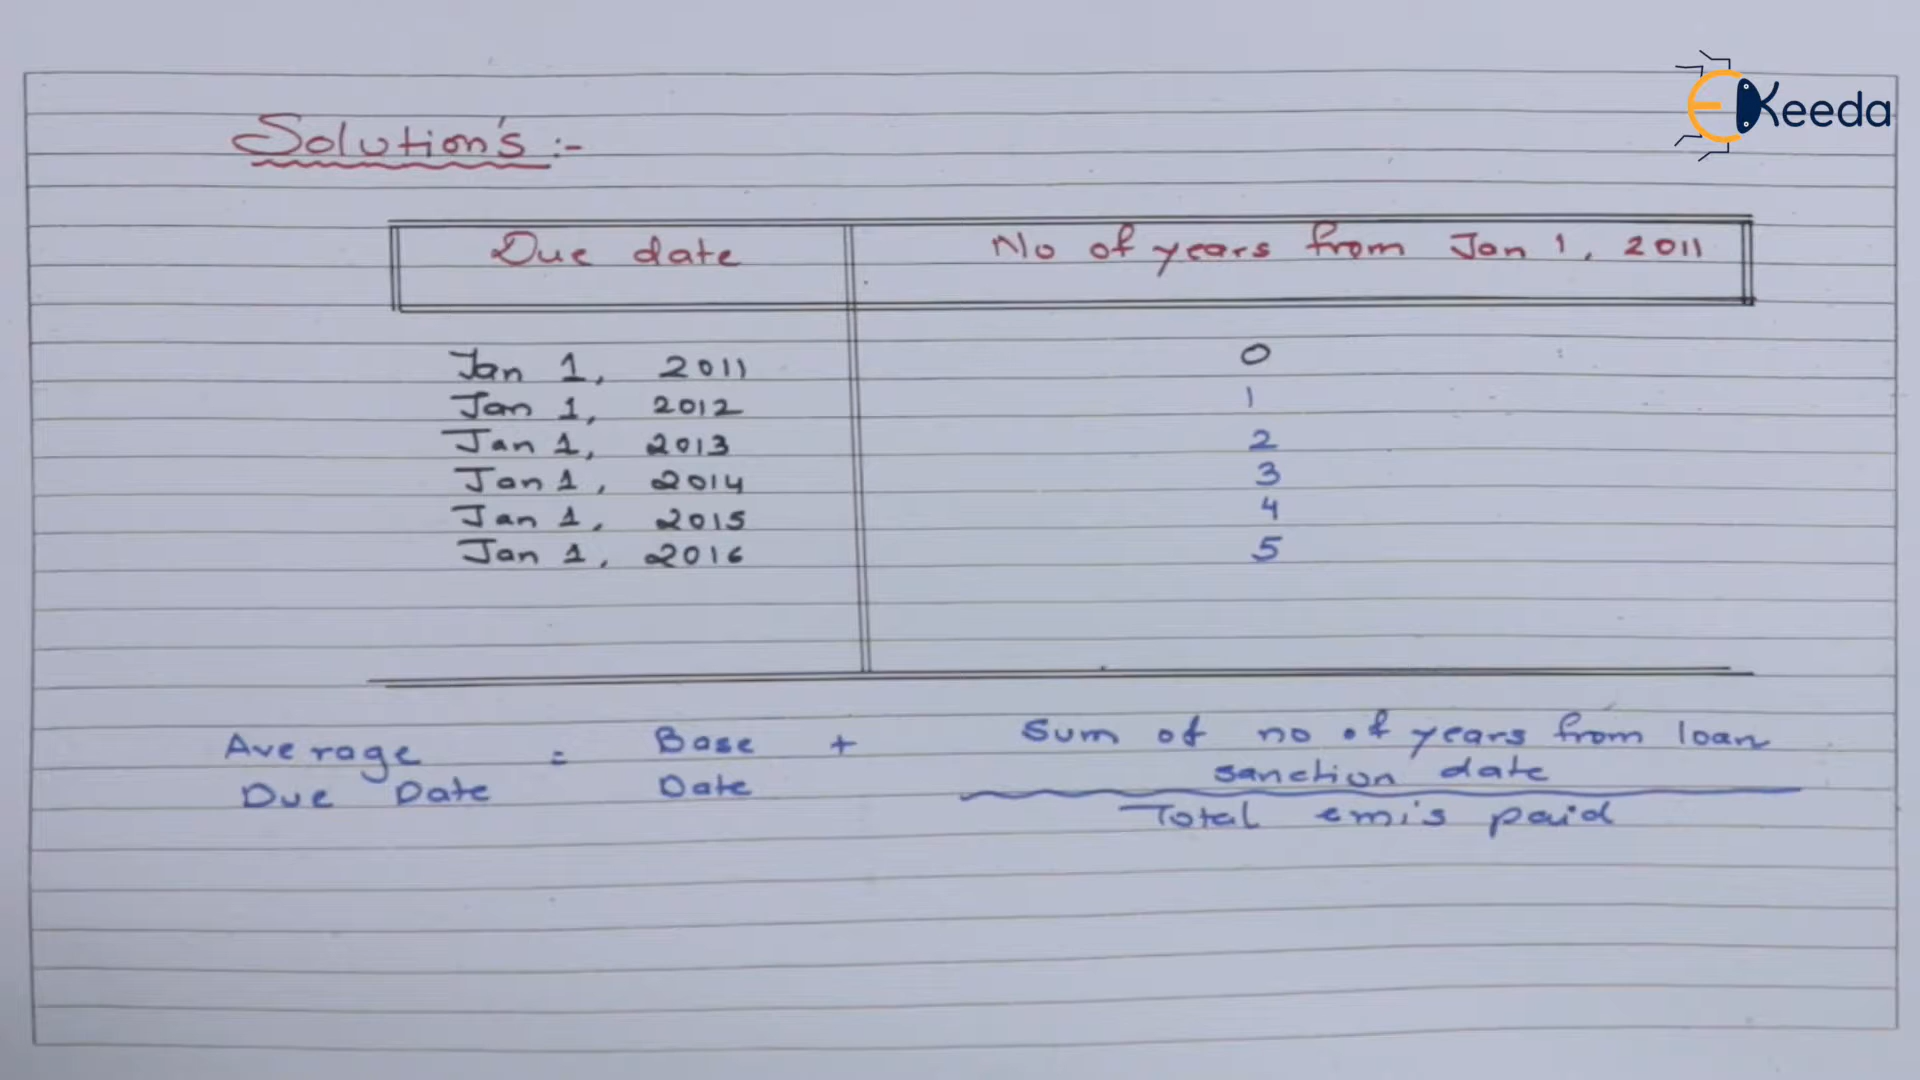 EKeeda
Solution's :-
Due date No of years from Jan 1, 2011
Jan 1, 2011 0
Jan 1, 2012 1
Jan 1, 2013 2
Jan 1, 2014 3
Jan 1, 2015 4
Jan 1, 2016 5
Average = Base + Sum of no of years from loan
Due Date Date sanction date
Total emi's paid